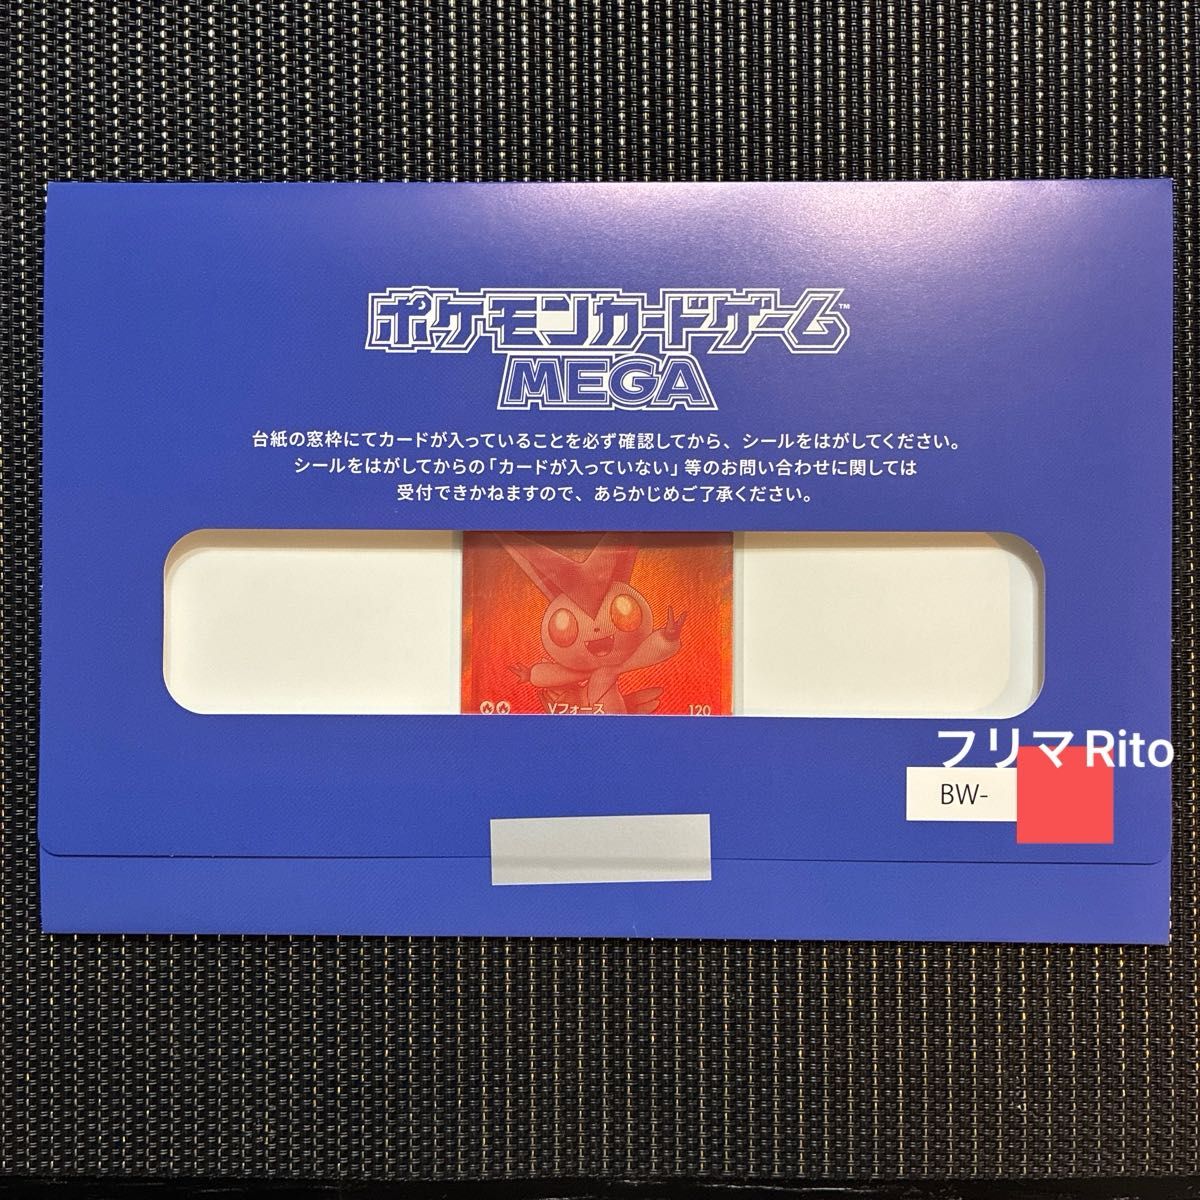 ポケモンカードゲーム™
MEGA
台紙の窓枠にてカードが入っていることを必ず確認してから、シールをはがしてください。
シールをはがしてからの「カードが入っていない」等のお問い合わせに関しては
受付できかねますので、あらかじめご了承ください。
Vフォース 120
フリマRito
BW-